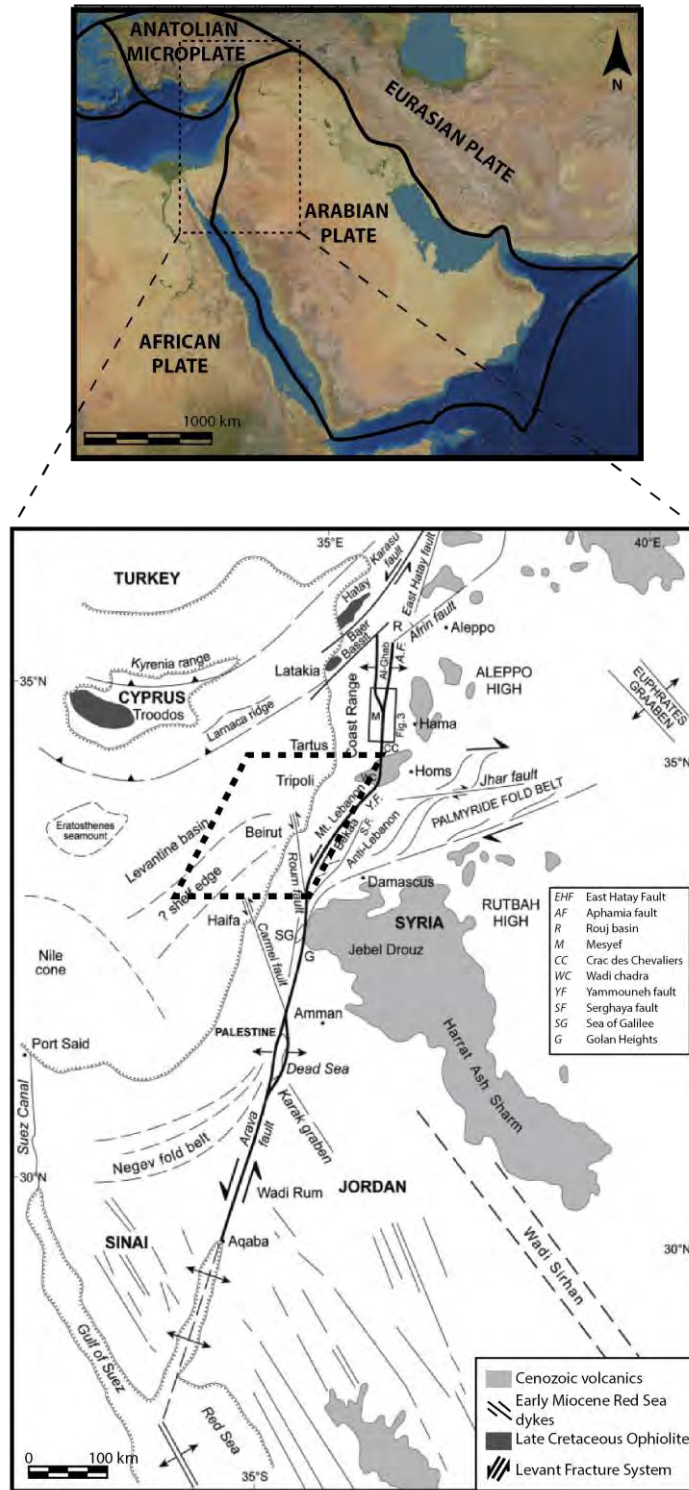 ANATOLIAN
MICROPLATE
N
EURASIAN PLATE
ARABIAN
PLATE
AFRICAN
PLATE
1000 km
35°E
40°E
TURKEY
Karasu
fault
East Hatay fault
Hatay
Baer
Bassit
R
Afrin fault
Aleppo
Kyrenia range
Latakia
Al-Ghab
A.F.
35°N
CYPRUS
Troodos
Larnaca ridge
Coast Range
ALEPPO
HIGH
EUPHRATES
GRAABEN
M
Fig.3
Hama
Tartus
CC
35°N
Tripoli
Homs
Jhar fault
Mt. Lebanon
Y.F.
Bekaa
S.F.
Anti-Lebanon
PALMYRIDE FOLD BELT
Eratosthenes
seamount
Levantine basin
Beirut
? shelf edge
Roum fault
Damascus
RUTBAH
HIGH
Haifa
SYRIA
SG
Jebel Drouz
Nile
cone
Carmel fault
G
EHF East Hatay Fault
AF Aphamia fault
R Rouj basin
M Mesyef
CC Crac des Chevaliers
WC Wadi chadra
YF Yammouneh fault
SF Serghaya fault
SG Sea of Galilee
G Golan Heights
Amman
PALESTINE
Port Said
Dead Sea
Harrat Ash Sharm
Suez Canal
Karak graben
Arava
fault
Negev fold belt
30°N
Wadi Rum
JORDAN
SINAI
Aqaba
30°N
Wadi Sirhan
Gulf of Suez
Red Sea
Cenozoic volcanics
Early Miocene Red Sea
dykes
Late Cretaceous Ophiolite
Levant Fracture System
0 100 km
35°S